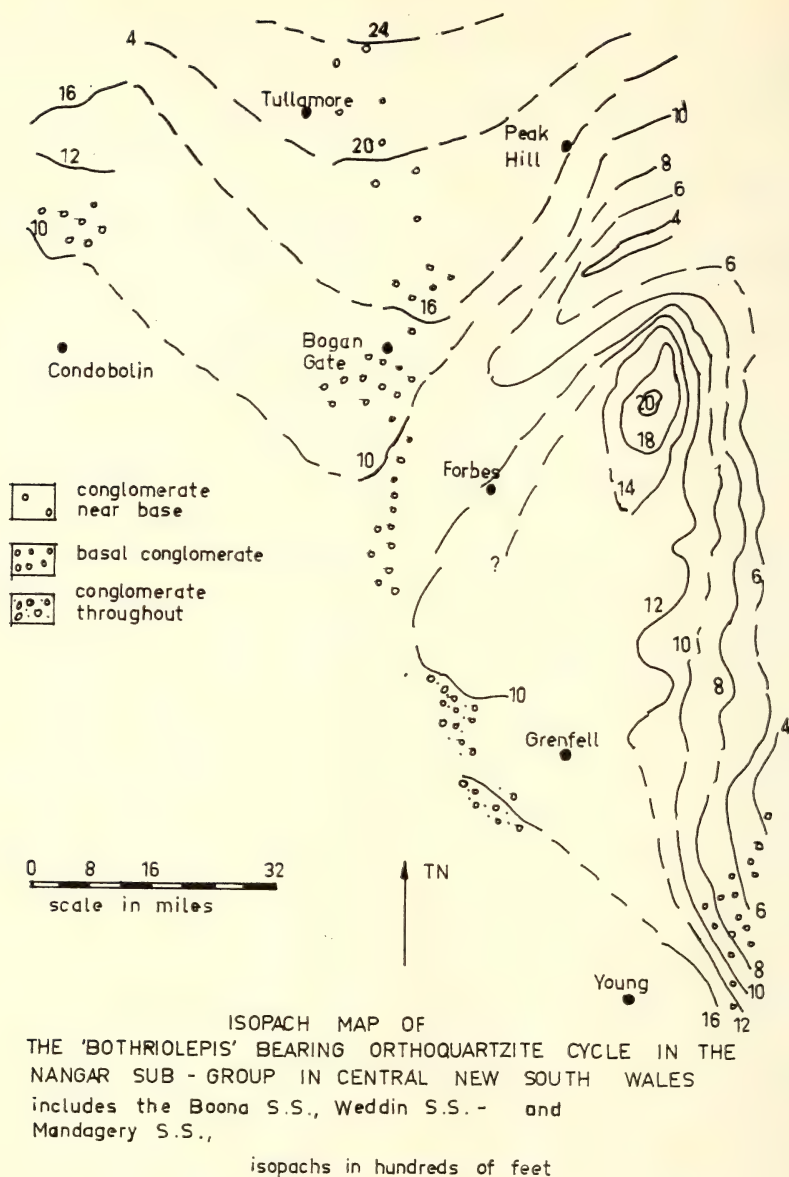 24
4
16
Tullamore
10
12
20°
Peak
Hill
8
6
4
10
6
16
Bogan
Gate
Condobolin
20
18
10
Forbes
14
1
conglomerate
near base
basal conglomerate
?
6
conglomerate
throughout
12
10
8
10
4
Grenfell
0 8 16 32
TN
scale in miles
6
8
10
Young
16 12
ISOPACH MAP OF
THE 'BOTHRIOLEPIS' BEARING ORTHOQUARTZITE CYCLE IN THE
NANGAR SUB - GROUP IN CENTRAL NEW SOUTH WALES
includes the Boona S.S., Weddin S.S. - and
Mandagery S.S.,
isopachs in hundreds of feet